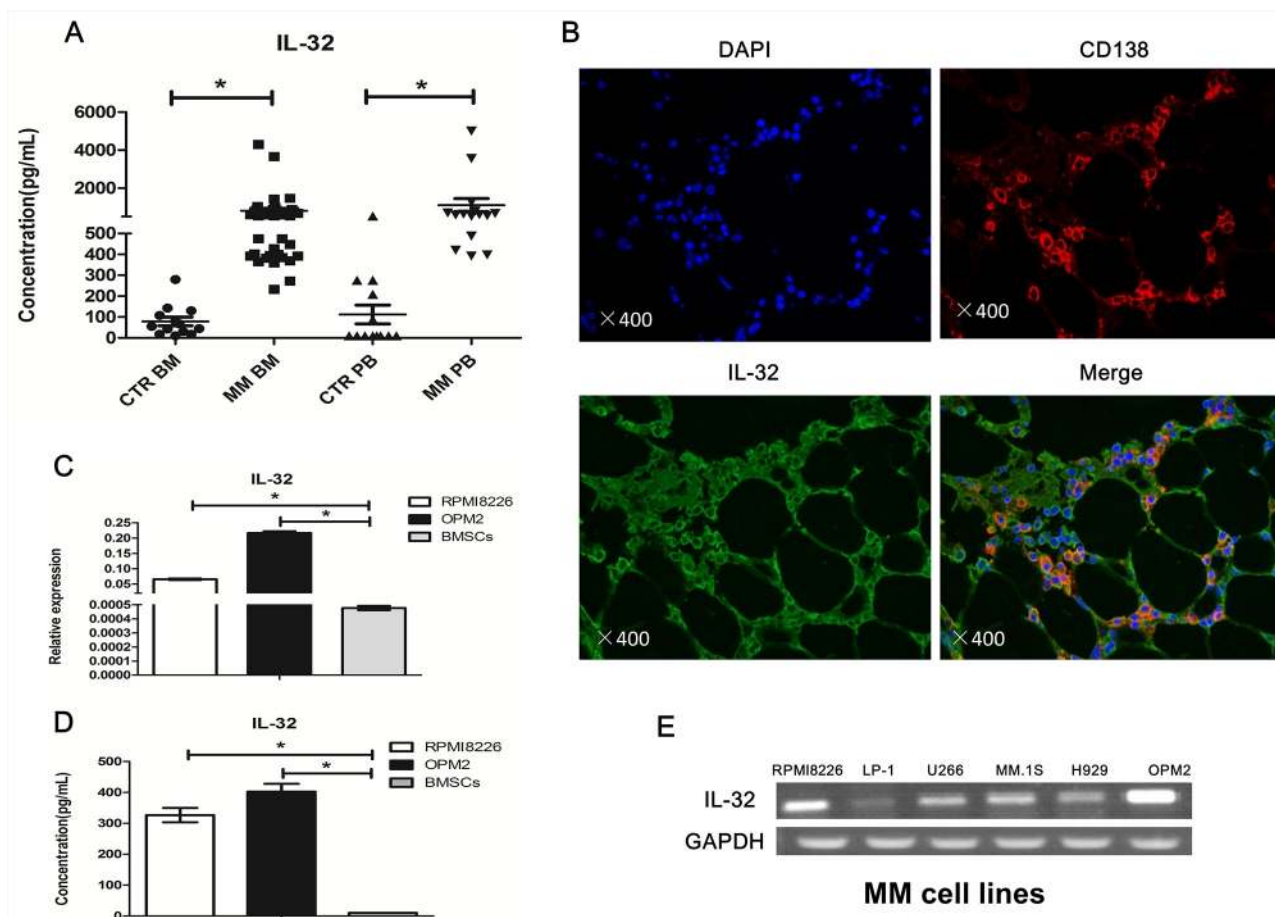 A
IL-32
*
*
Concentration(pg/mL)
6000
4000
2000
500
400
300
200
100
0
CTR BM
MM BM
CTR PB
MM PB
B
DAPI
CD138
×400
×400
IL-32
Merge
×400
×400
C
IL-32
*
*
RPMI8226
OPM2
BMSCs
Relative expression
0.25
0.20
0.15
0.10
0.05
0.0005
0.0004
0.0003
0.0002
0.0001
0.0000
D
IL-32
*
*
RPMI8226
OPM2
BMSCs
Concentration(pg/mL)
500
400
300
200
100
0
E
RPMI8226 LP-1 U266 MM.1S H929 OPM2
IL-32
GAPDH
MM cell lines